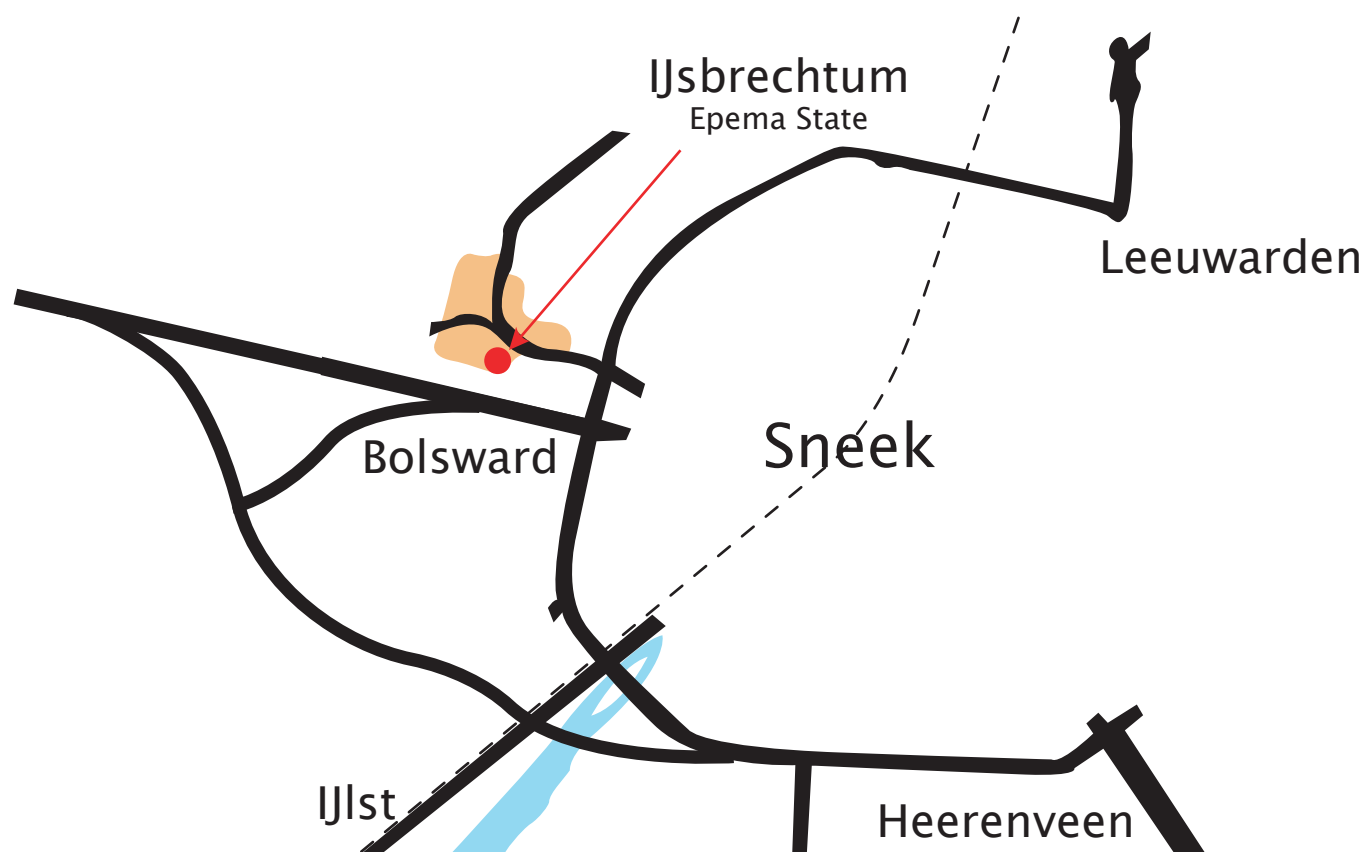 IJsbrechtum
Epema State
Leeuwarden
Bolsward
Sneek
IJlst
Heerenveen